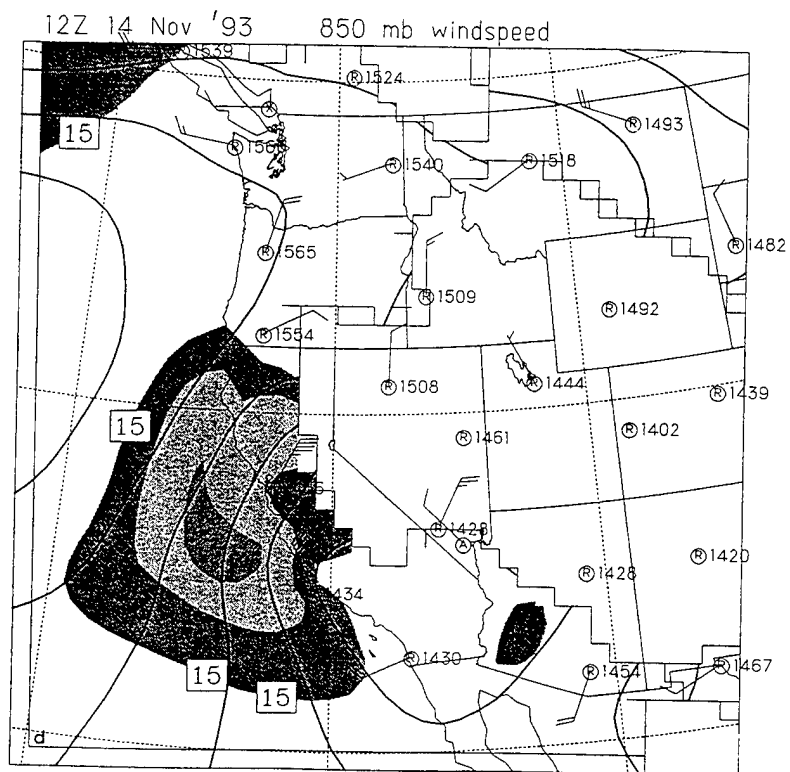 12Z 14 Nov '93 850 mb windspeed
1539
1524
X
R 1493
15
R 1540
R 1518
R 1482
R 1565
R 1509
R 1492
R 1554
R 1508
R 1444
R 1439
15
R 1461
R 1402
R 1428
A
R 1420
R 1428
434
R 1430
R 1454
R 1467
15
15
d